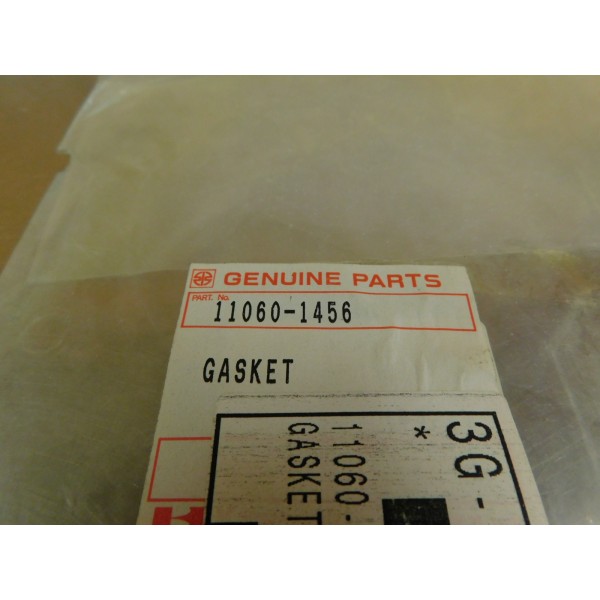 GENUINE PARTS
PART. No.
11060-1456
GASKET
3G-
*
11060-
GASKET